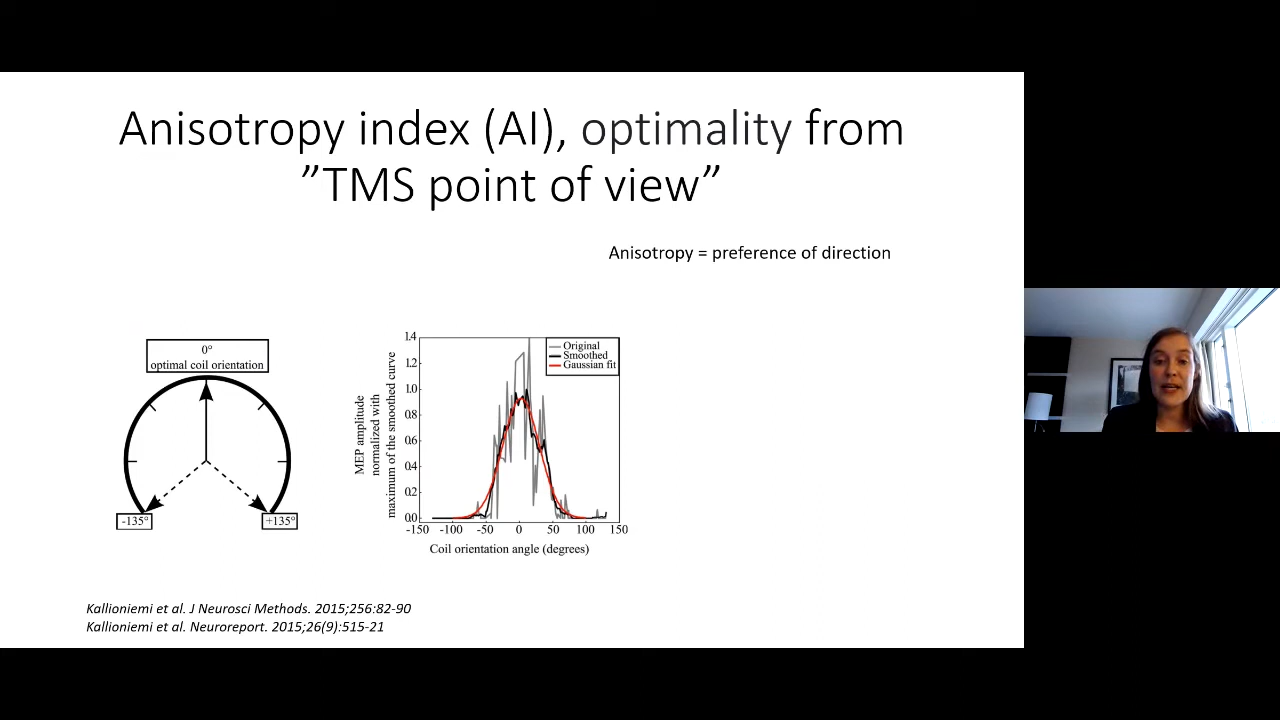 Anisotropy index (AI), optimality from
”TMS point of view”
Anisotropy = preference of direction
0°
optimal coil orientation
-135°
+135°
MEP amplitude
normalized with
maximum of the smoothed curve
1.4
1.2
1.0
0.8
0.6
0.4
0.2
0.0
Original
Smoothed
Gaussian fit
-150 -100 -50 0 50 100 150
Coil orientation angle (degrees)
Kallioniemi et al. J Neurosci Methods. 2015;256:82-90
Kallioniemi et al. Neuroreport. 2015;26(9):515-21